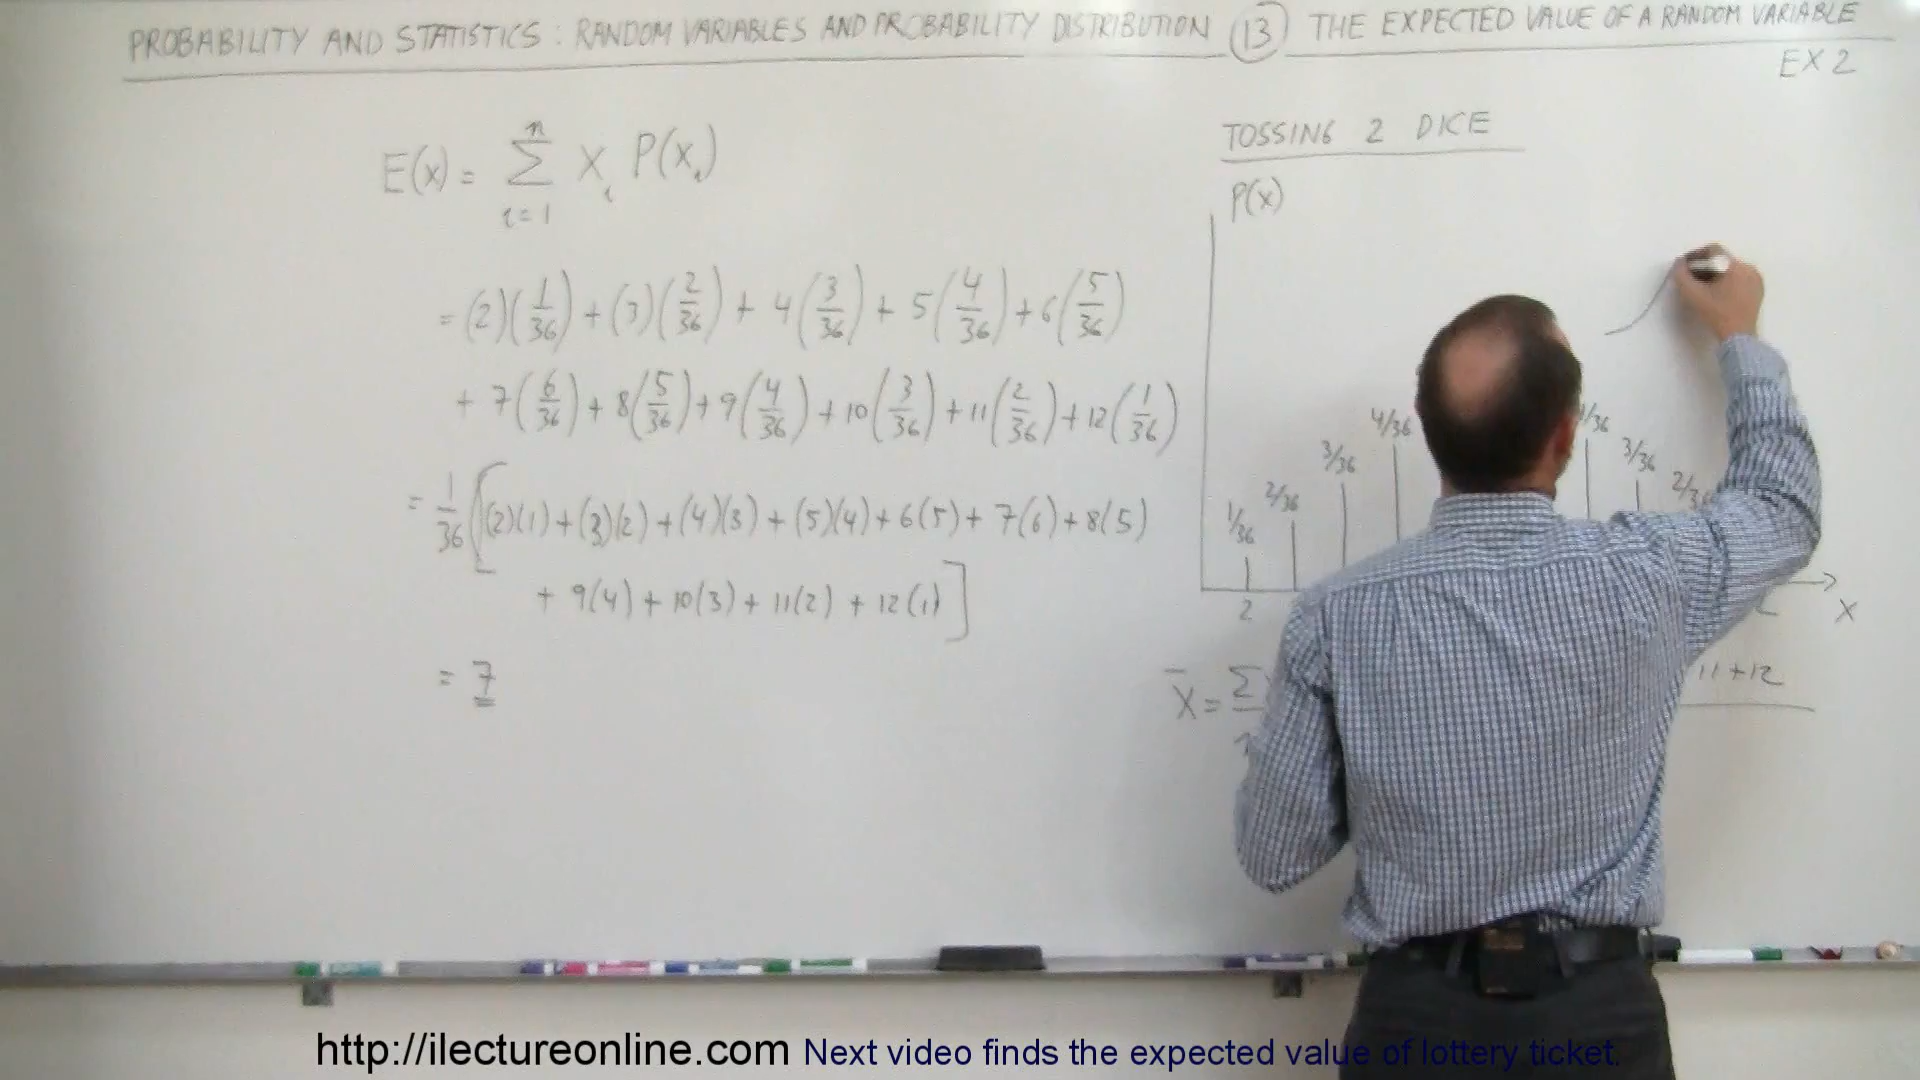 PROBABILITY AND STATISTICS : RANDOM VARIABLES AND PROBABILITY DISTRIBUTION (13) THE EXPECTED VALUE OF A RANDOM VARIABLE
EX 2
E(x) = n Σ i=1 Xi P(xi)
= (2)(1/36) + (3)(2/36) + 4(3/36) + 5(4/36) + 6(5/36)
+ 7(6/36) + 8(5/36) + 9(4/36) + 10(3/36) + 11(2/36) + 12(1/36)
= 1/36 [(2)(1) + (3)(2) + (4)(3) + (5)(4) + 6(5) + 7(6) + 8(5)
+ 9(4) + 10(3) + 11(2) + 12(1)]
= 7
TOSSING 2 DICE
P(x)
1/36 2/36 3/36 4/36 3/36
2 X
X̄ = Σ 11 + 12
http://ilectureonline.com Next video finds the expected value of lottery ticket.